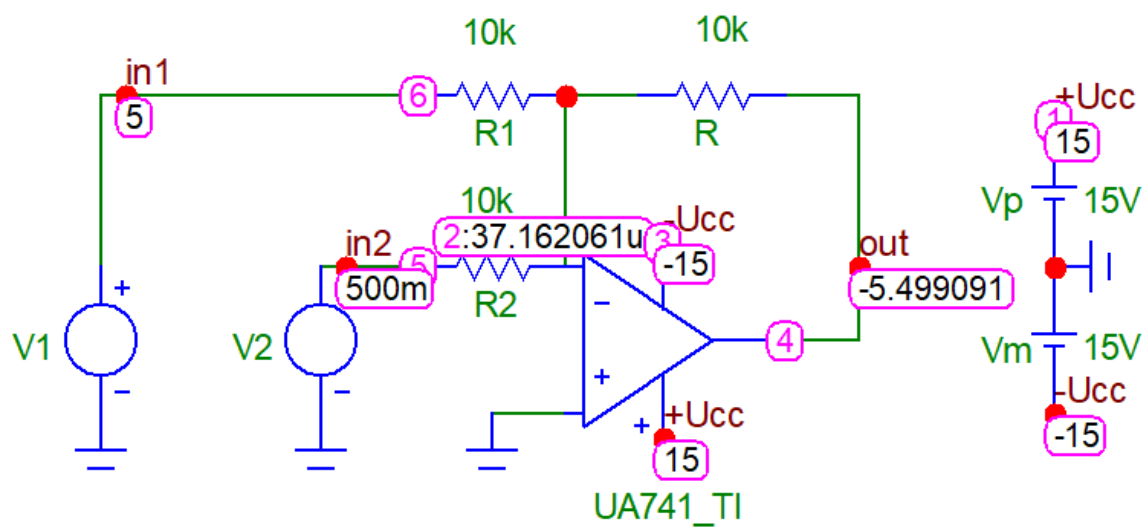 10k
10k
in1
6
5
R1
R
+Ucc
1
15
10k
2:37.162061u
-Ucc
3
-15
Vp
15V
in2
5
500m
R2
out
-5.499091
+
V1
-
+
V2
-
−
+
4
Vm
15V
-Ucc
-15
+
+Ucc
15
UA741_TI